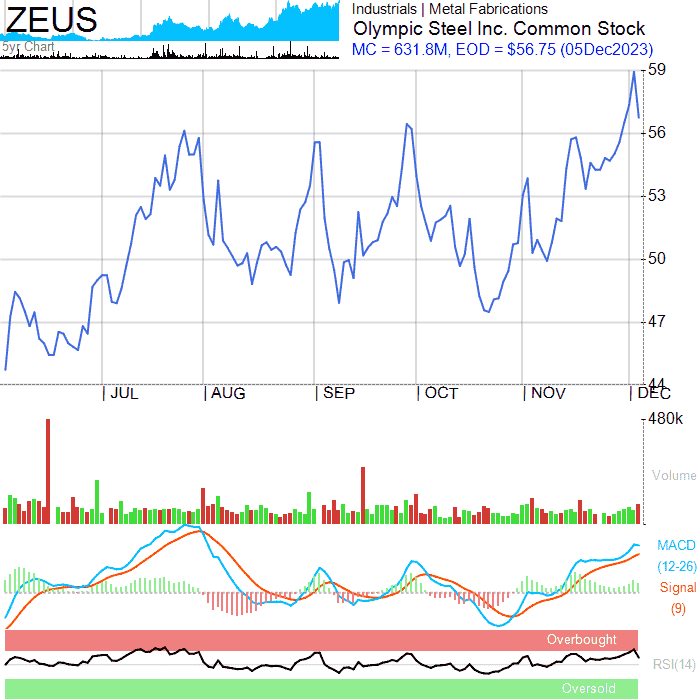 ZEUS
5yr Chart
Industrials | Metal Fabrications
Olympic Steel Inc. Common Stock
MC = 631.8M, EOD = $56.75 (05Dec2023)
59
56
53
50
47
44
| JUL | AUG | SEP | OCT | NOV | DEC
480k
Volume
MACD
(12-26)
Signal
(9)
Overbought
RSI(14)
Oversold